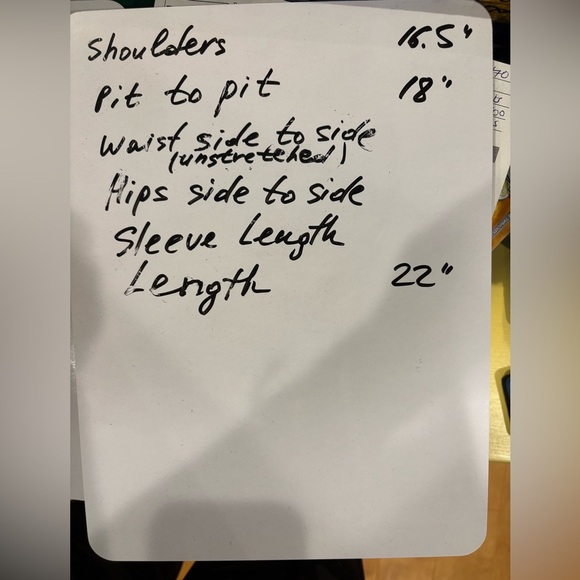 Shoulders 16.5"
Pit to pit 18"
Waist side to side
(unstretched)
Hips side to side
Sleeve Length
Length 22"